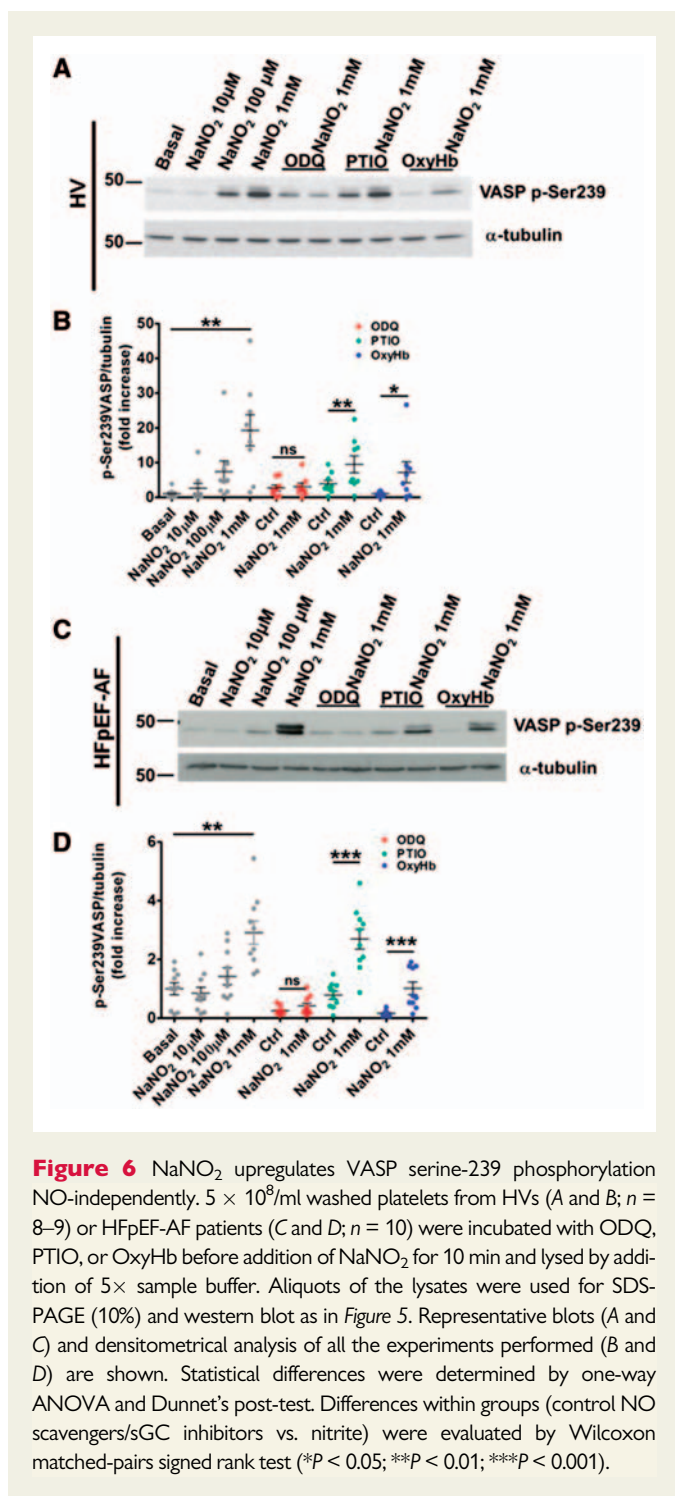 A
Basal
NaNO2 10µM
NaNO2 100 µM
NaNO2 1mM
NaNO2 1mM
NaNO2 1mM
NaNO2 1mM
ODQ PTIO OxyHb
HV
50 VASP p-Ser239
50 α-tubulin
B
p-Ser239VASP/tubulin
(fold increase)
50
40
30
20
10
0
** ns ** *
ODQ
PTIO
OxyHb
Basal
NaNO2 10µM
NaNO2 100µM
NaNO2 1mM
Ctrl
NaNO2 1mM
Ctrl
NaNO2 1mM
Ctrl
NaNO2 1mM
C
Basal
NaNO2 10µM
NaNO2 100 µM
NaNO2 1mM
NaNO2 1mM
NaNO2 1mM
NaNO2 1mM
ODQ PTIO OxyHb
HFpEF-AF
50 VASP p-Ser239
50 α-tubulin
D
p-Ser239VASP/tubulin
(fold increase)
6
4
2
0
** ns *** ***
ODQ
PTIO
OxyHb
Basal
NaNO2 10µM
NaNO2 100µM
NaNO2 1mM
Ctrl
NaNO2 1mM
Ctrl
NaNO2 1mM
Ctrl
NaNO2 1mM
Figure 6 NaNO2 upregulates VASP serine-239 phosphorylation
NO-independently. 5 × 10⁸/ml washed platelets from HVs (A and B; n =
8–9) or HFpEF-AF patients (C and D; n = 10) were incubated with ODQ,
PTIO, or OxyHb before addition of NaNO2 for 10 min and lysed by addi-
tion of 5× sample buffer. Aliquots of the lysates were used for SDS-
PAGE (10%) and western blot as in Figure 5. Representative blots (A and
C) and densitometrical analysis of all the experiments performed (B and
D) are shown. Statistical differences were determined by one-way
ANOVA and Dunnet's post-test. Differences within groups (control NO
scavengers/sGC inhibitors vs. nitrite) were evaluated by Wilcoxon
matched-pairs signed rank test (*P < 0.05; **P < 0.01; ***P < 0.001).